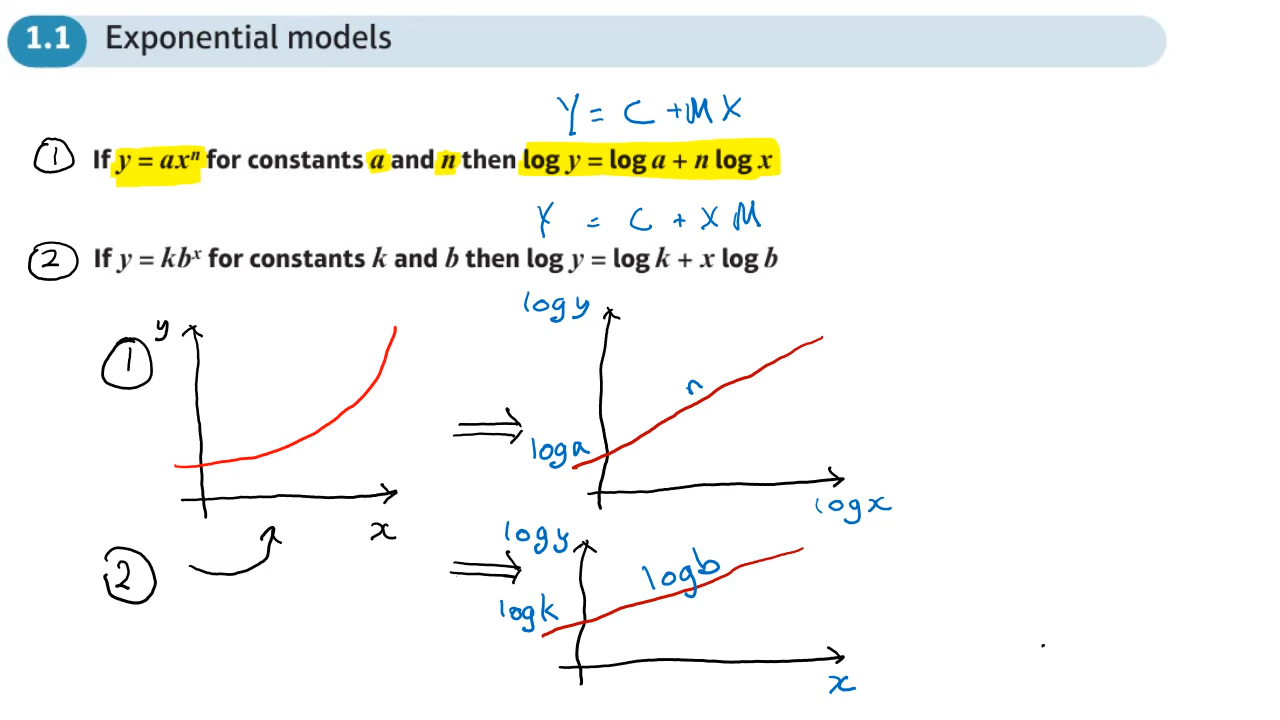 1.1 Exponential models
Y = C + M X
① If y = axⁿ for constants a and n then log y = log a + n log x
Y = C + X M
② If y = kbˣ for constants k and b then log y = log k + x log b
① y
x
log y
n
log a
log x
②
log y
log b
log k
x